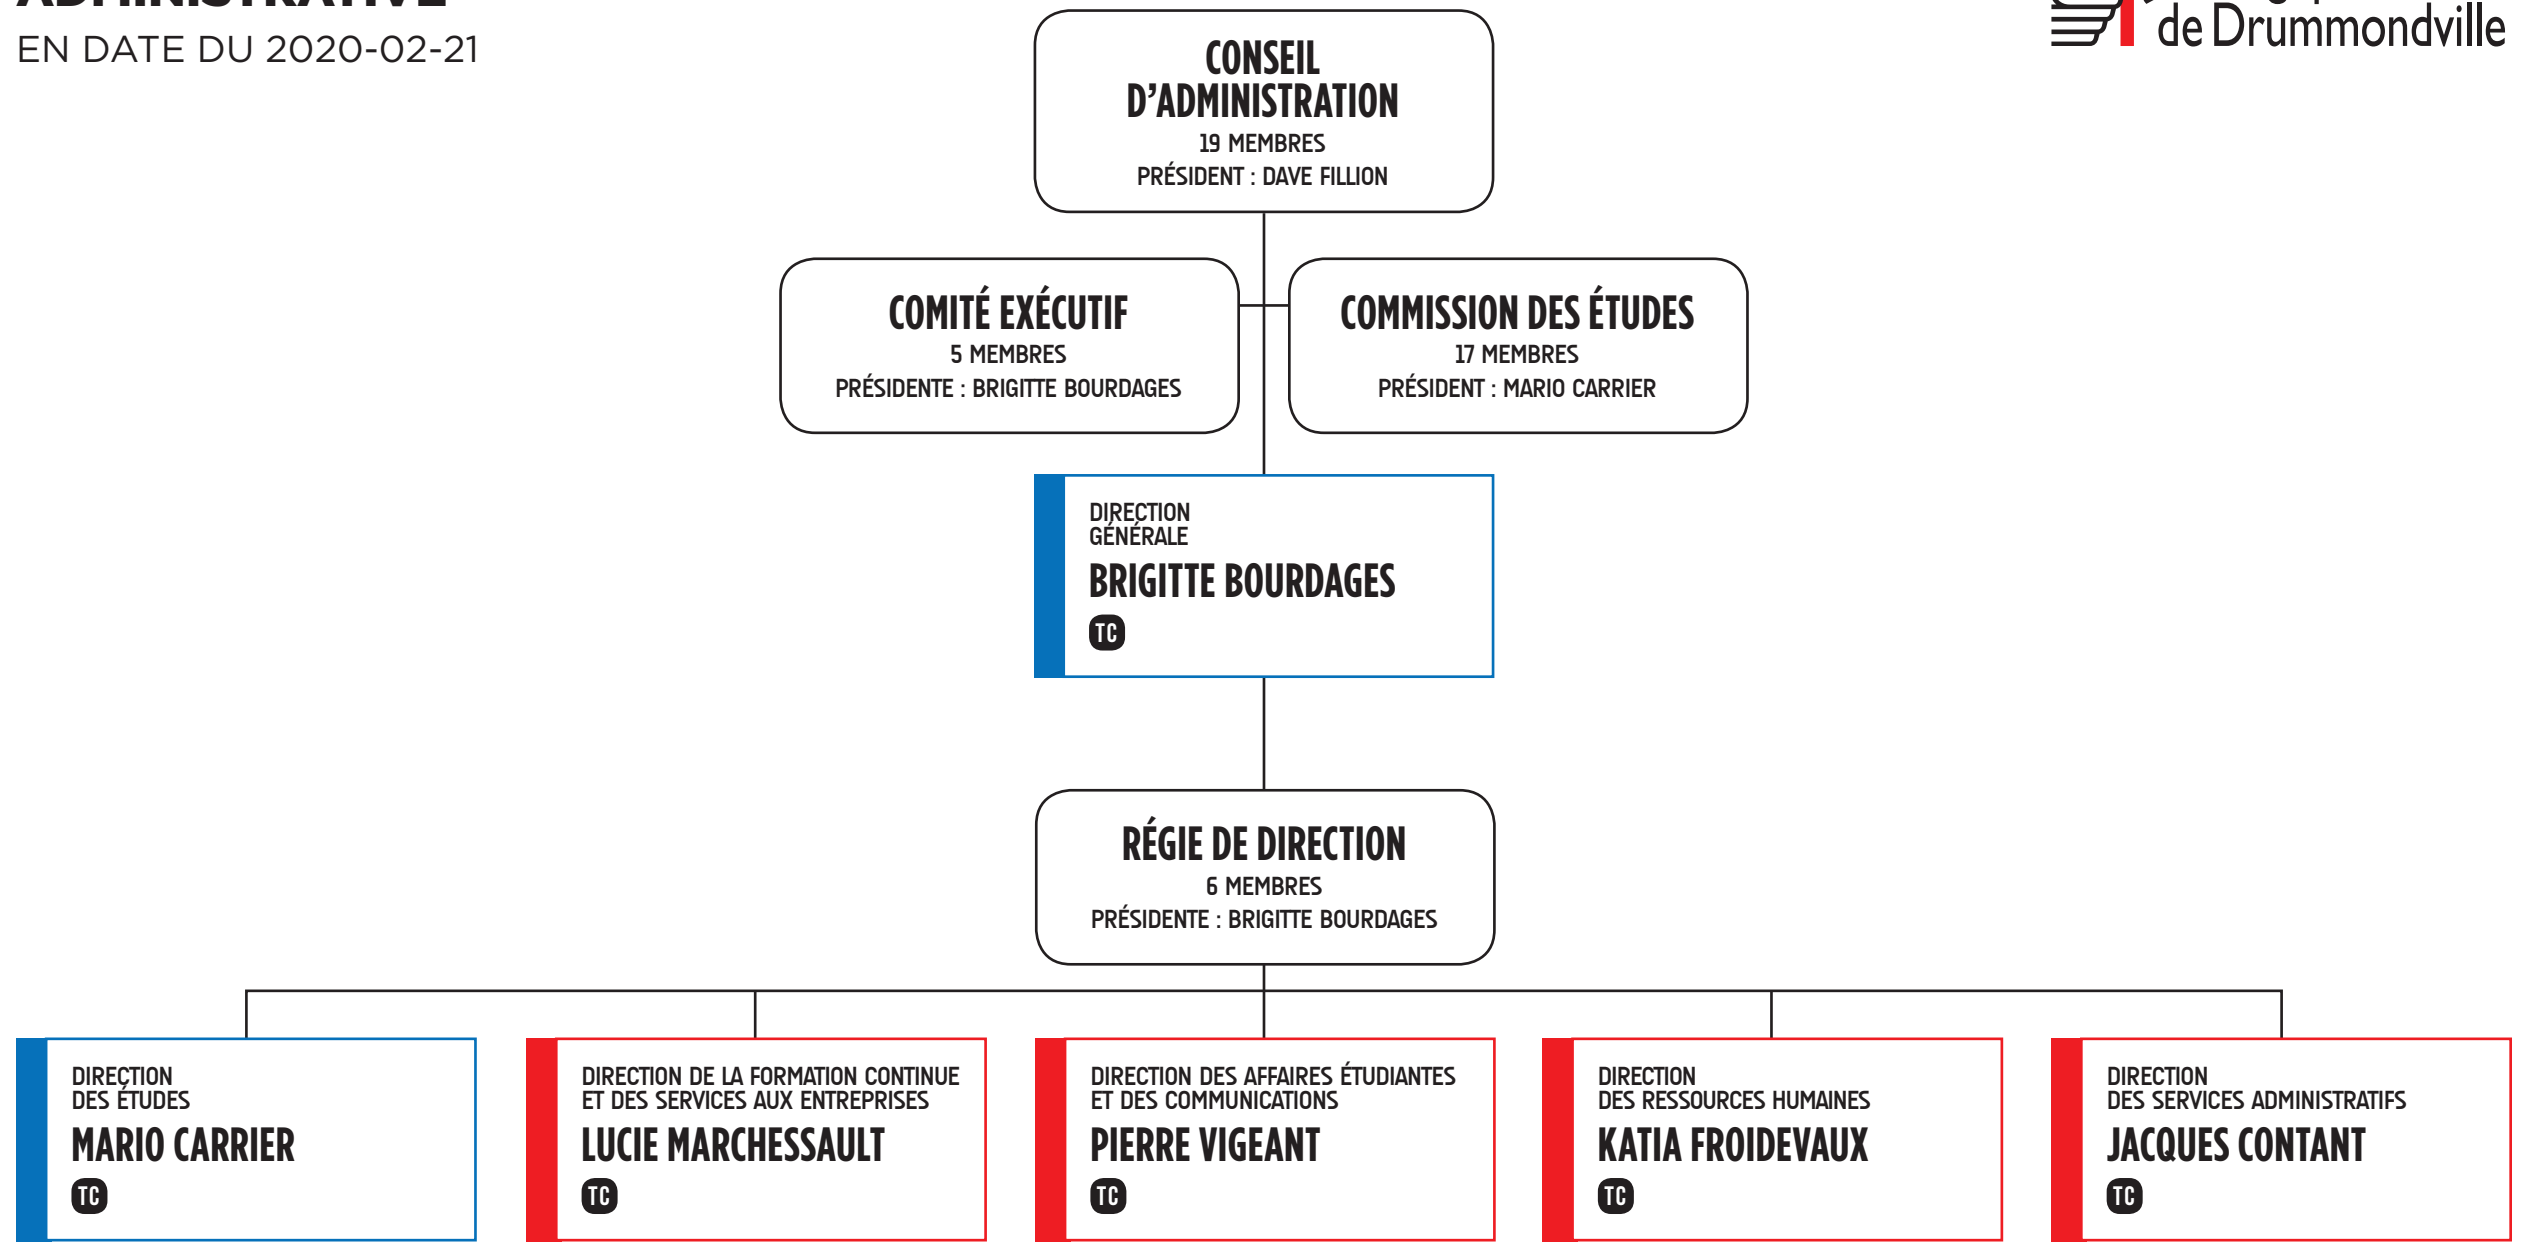 EN DATE DU 2020-02-21
de Drummondville
CONSEIL
D’ADMINISTRATION
19 MEMBRES
PRÉSIDENT : DAVE FILLION
COMITÉ EXÉCUTIF
5 MEMBRES
PRÉSIDENTE : BRIGITTE BOURDAGES
COMMISSION DES ÉTUDES
17 MEMBRES
PRÉSIDENT : MARIO CARRIER
DIRECTION
GÉNÉRALE
BRIGITTE BOURDAGES
TC
RÉGIE DE DIRECTION
6 MEMBRES
PRÉSIDENTE : BRIGITTE BOURDAGES
DIRECTION
DES ÉTUDES
MARIO CARRIER
TC
DIRECTION DE LA FORMATION CONTINUE
ET DES SERVICES AUX ENTREPRISES
LUCIE MARCHESSAULT
TC
DIRECTION DES AFFAIRES ÉTUDIANTES
ET DES COMMUNICATIONS
PIERRE VIGEANT
TC
DIRECTION
DES RESSOURCES HUMAINES
KATIA FROIDEVAUX
TC
DIRECTION
DES SERVICES ADMINISTRATIFS
JACQUES CONTANT
TC